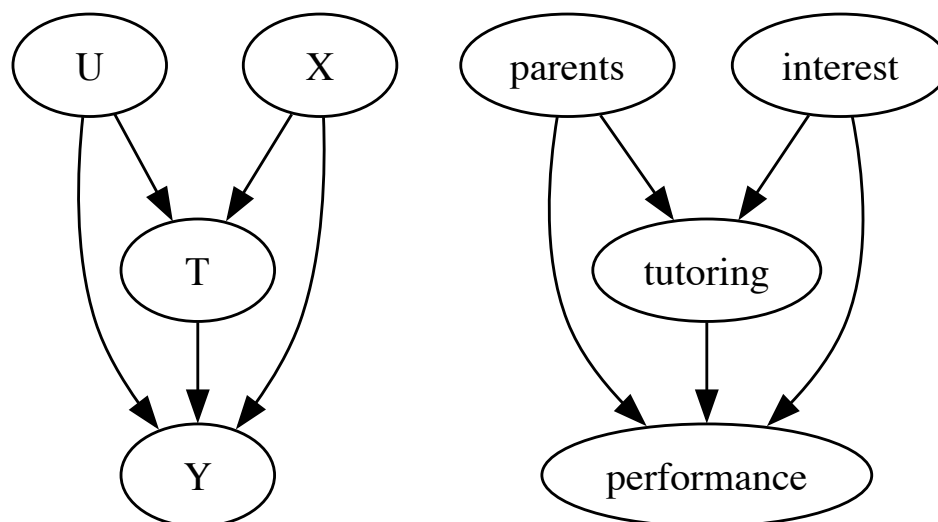 U
X
parents
interest
T
tutoring
Y
performance